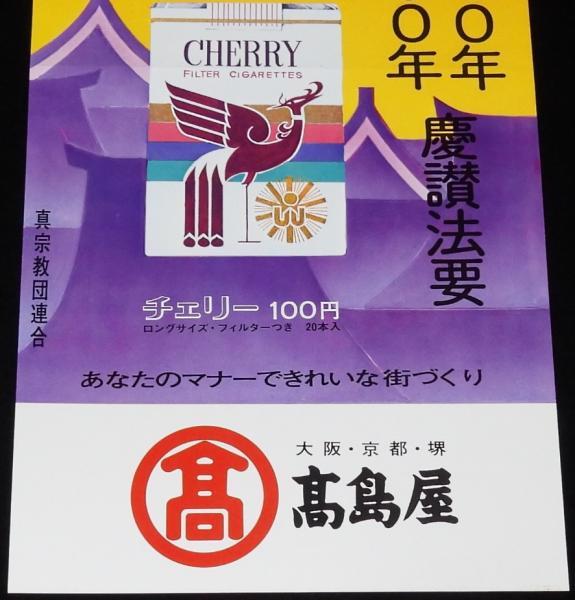 〇年
〇年 慶讃法要
CHERRY
FILTER CIGARETTES
真宗教団連合
チェリー 100円
ロングサイズ・フィルターつき 20本入
あなたのマナーできれいな街づくり
大阪・京都・堺
髙
髙島屋